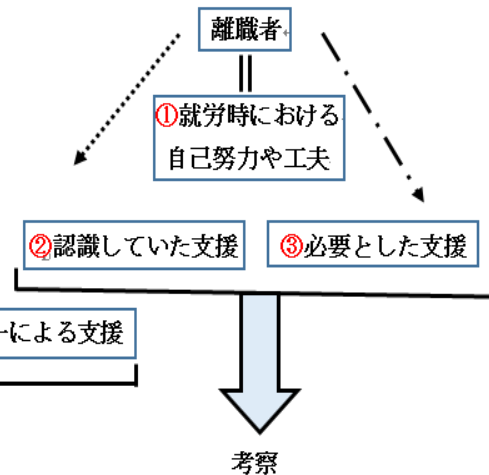 離職者
①就労時における
自己努力や工夫
②認識していた支援
③必要とした支援
ーによる支援
考察